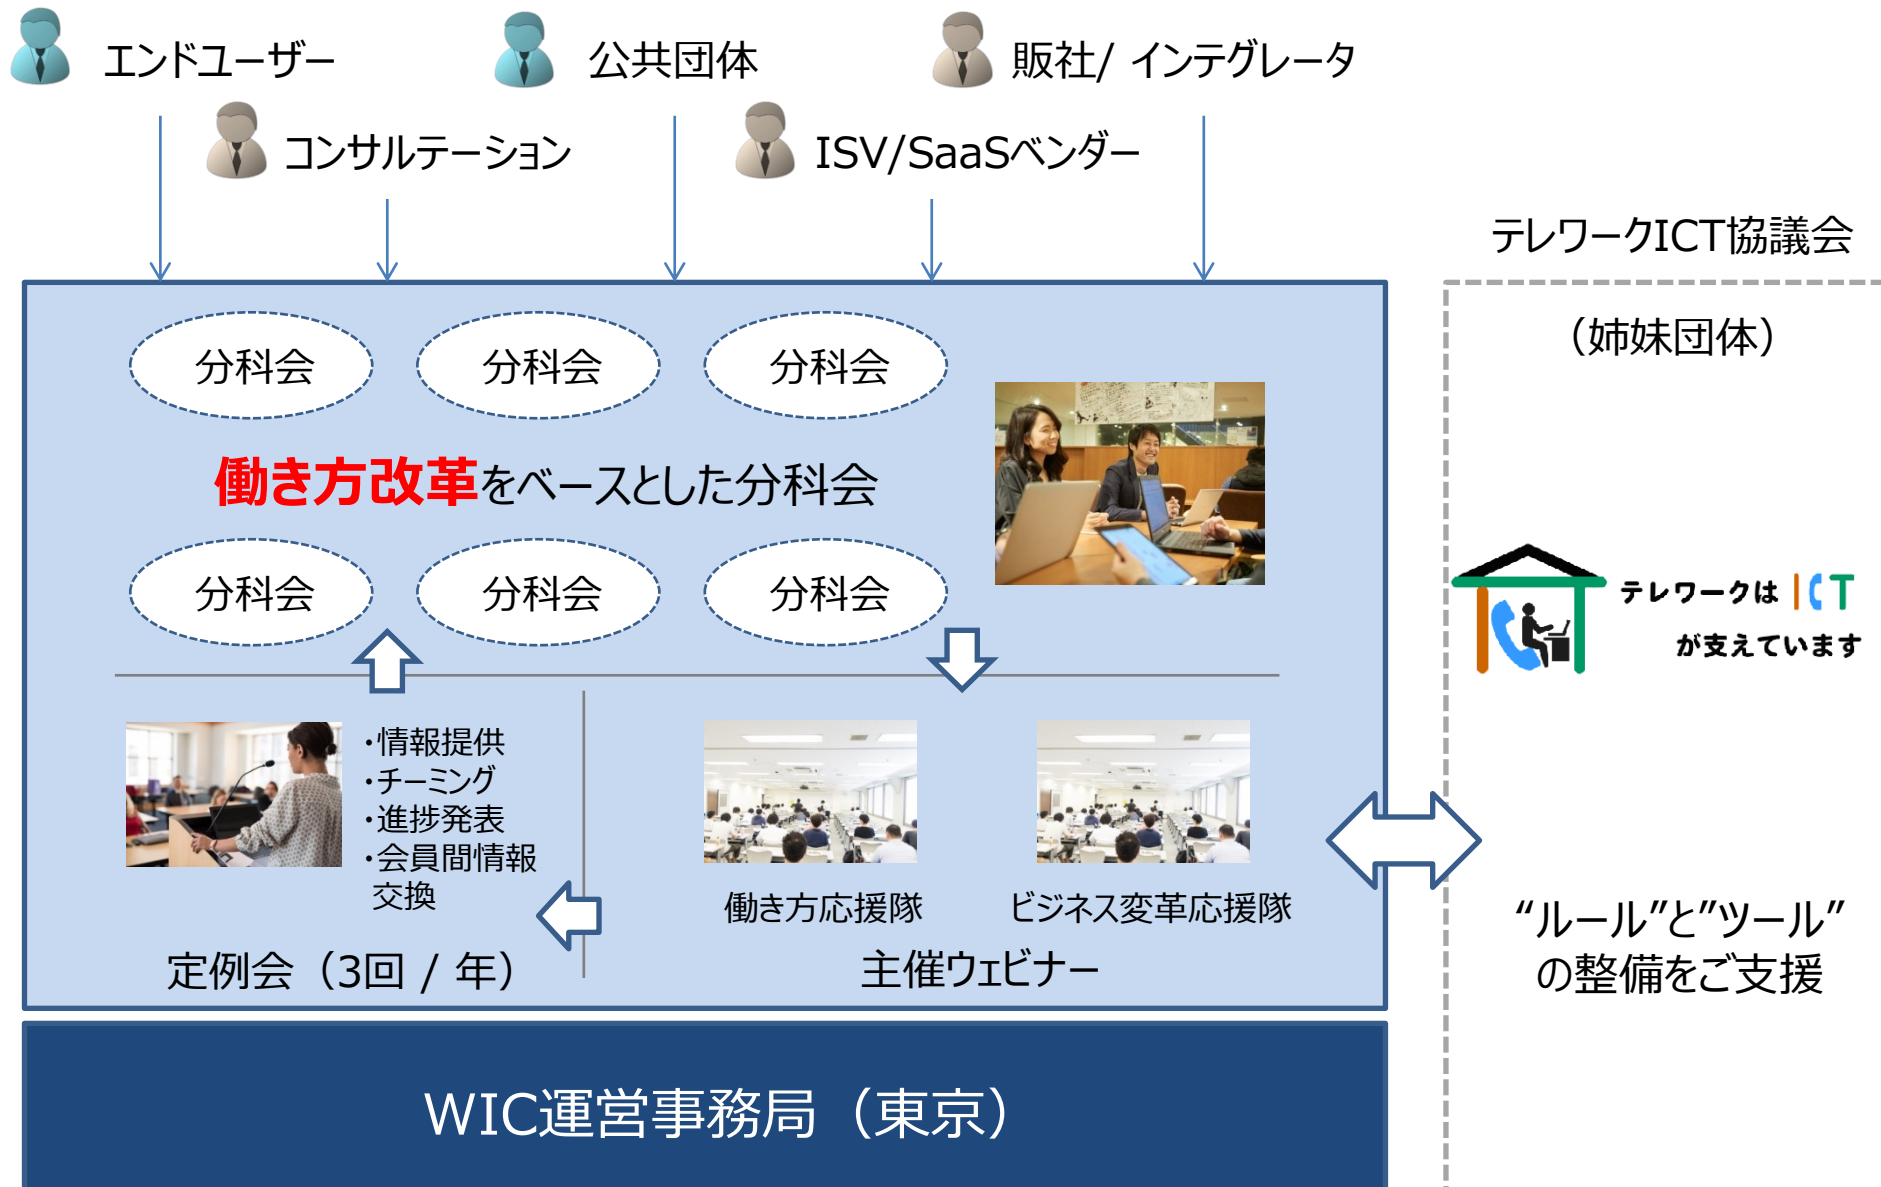 エンドユーザー
公共団体
販社/ インテグレータ
コンサルテーション
ISV/SaaSベンダー
テレワークICT協議会
（姉妹団体）
分科会
分科会
分科会
働き方改革をベースとした分科会
分科会
分科会
分科会
テレワークは ICT
が支えています
・情報提供
・チーミング
・進捗発表
・会員間情報
交換
定例会（3回 / 年）
働き方応援隊
ビジネス変革応援隊
主催ウェビナー
“ルール”と”ツール”
の整備をご支援
WIC運営事務局（東京）